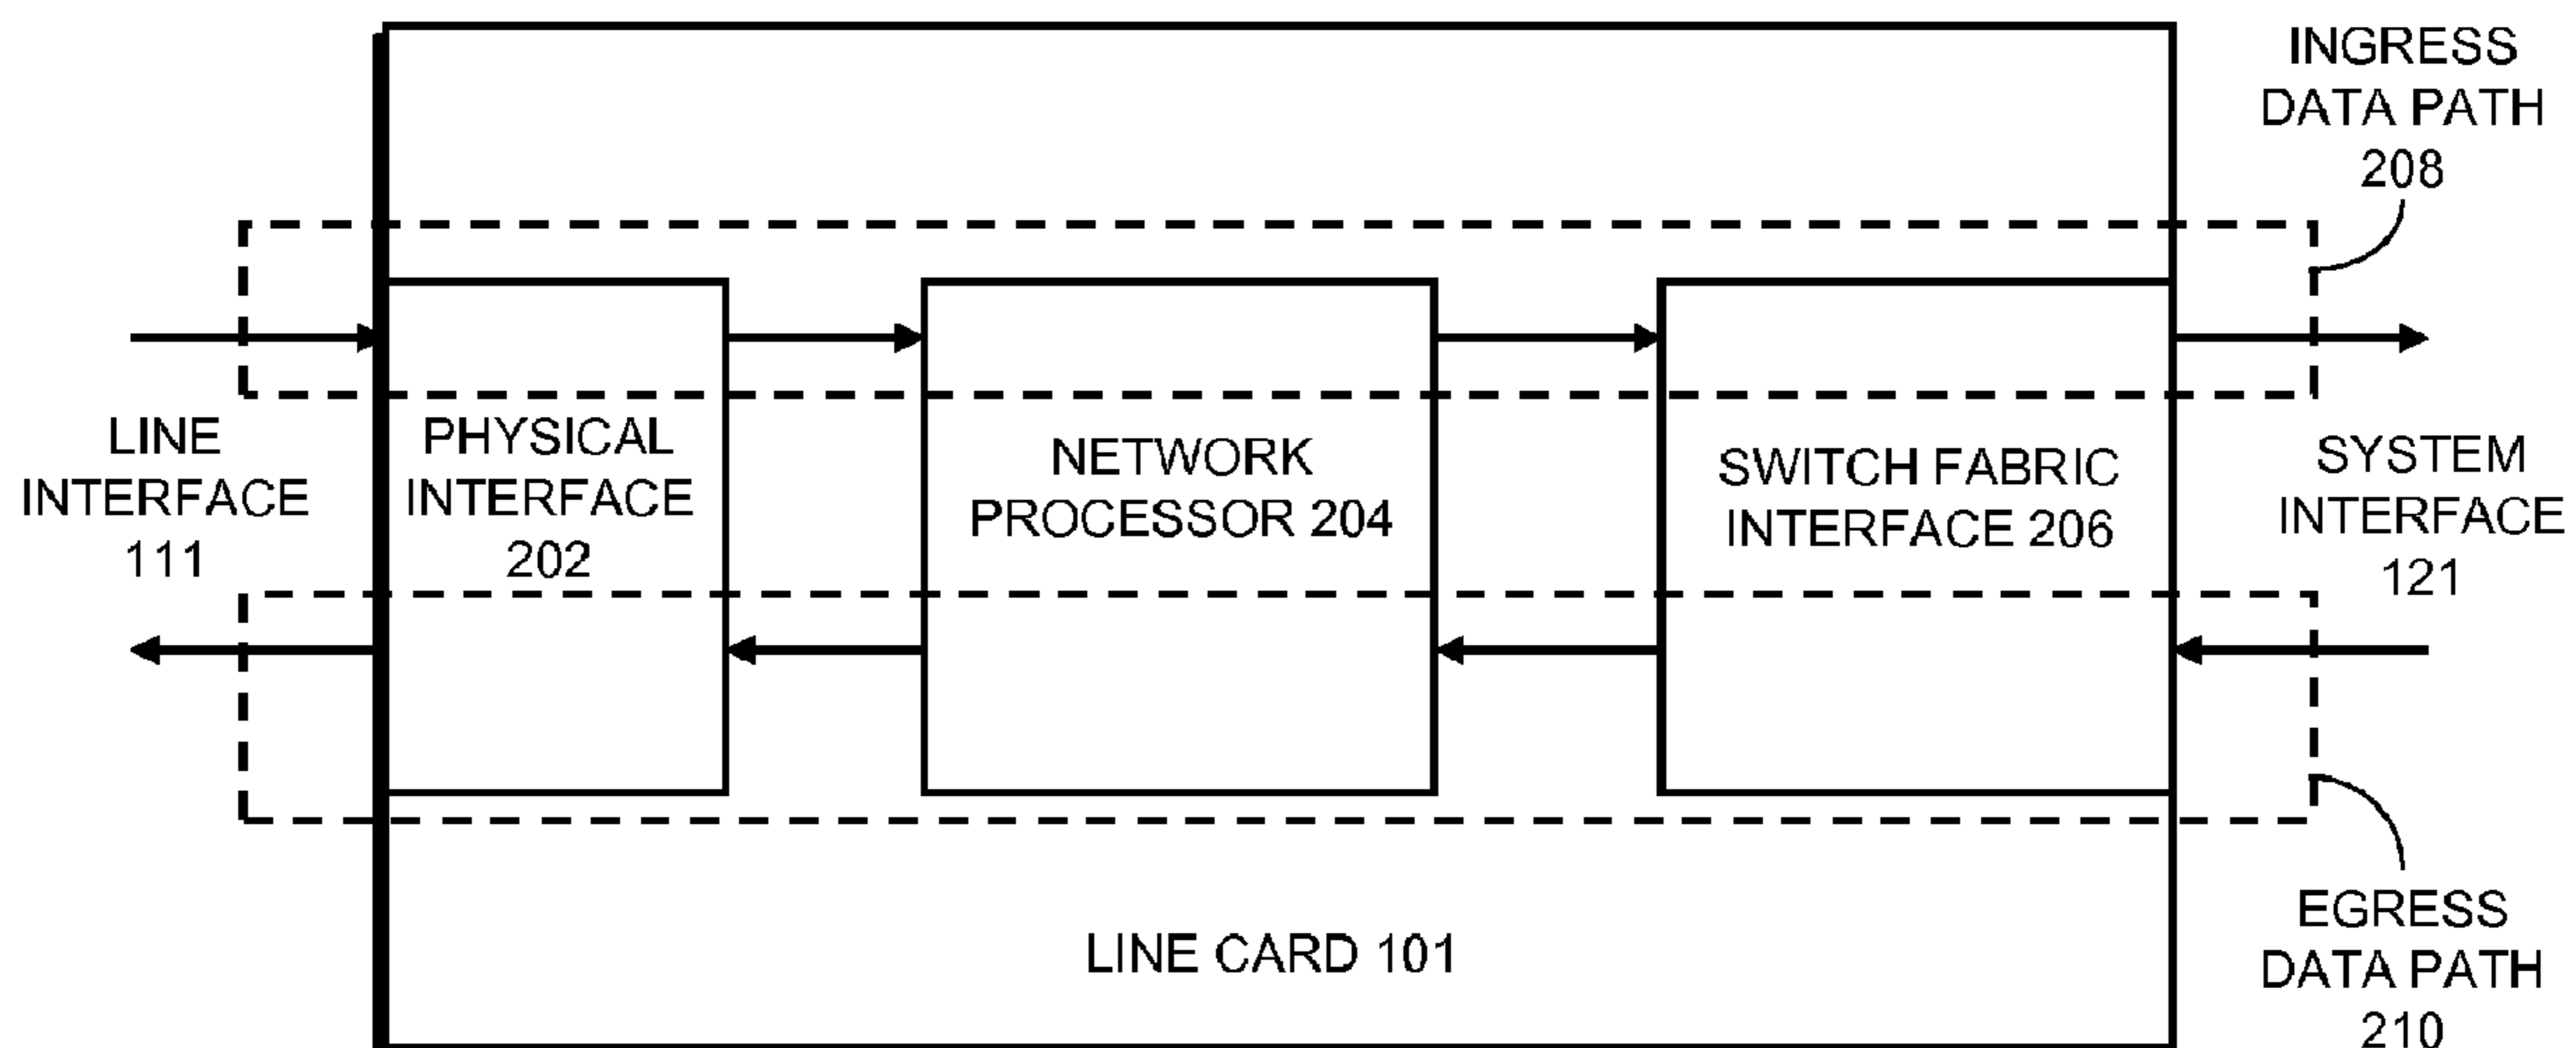 INGRESS
DATA PATH
208
LINE
INTERFACE
111
PHYSICAL
INTERFACE
202
NETWORK
PROCESSOR 204
SWITCH FABRIC
INTERFACE 206
SYSTEM
INTERFACE
121
LINE CARD 101
EGRESS
DATA PATH
210